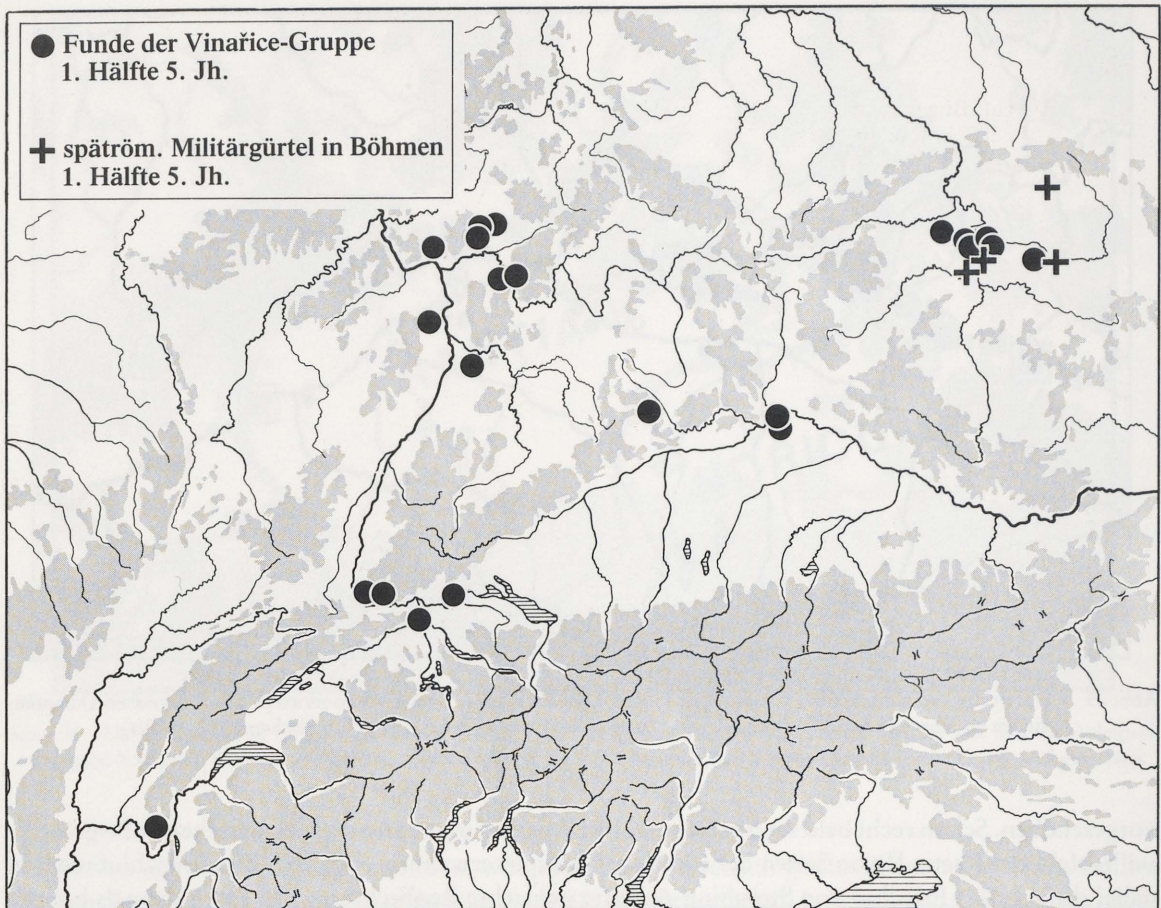 Funde der Vinařice-Gruppe
1. Hälfte 5. Jh.
spätröm. Militärgürtel in Böhmen
1. Hälfte 5. Jh.